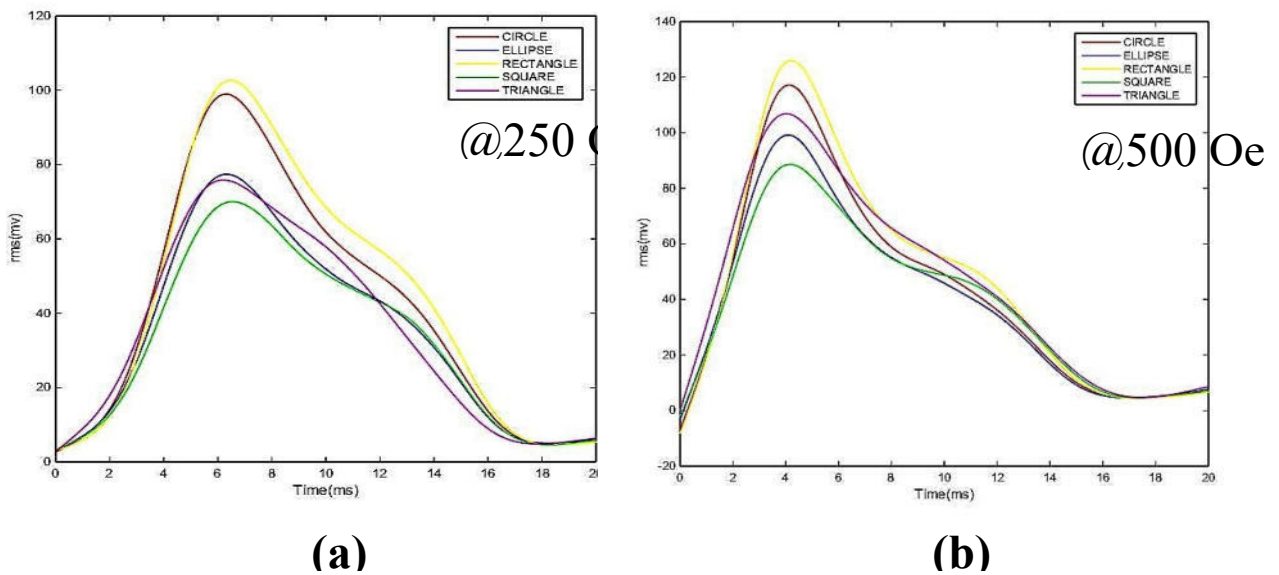 120
100
80
60
40
20
0
rms(mv)
0 2 4 6 8 10 12 14 16 18 20
Time(ms)
CIRCLE
ELLIPSE
RECTANGLE
SQUARE
TRIANGLE
@250
(a)
140
120
100
80
60
40
20
0
-20
rms(mv)
0 2 4 6 8 10 12 14 16 18 20
Time(ms)
CIRCLE
ELLIPSE
RECTANGLE
SQUARE
TRIANGLE
@500 Oe
(b)